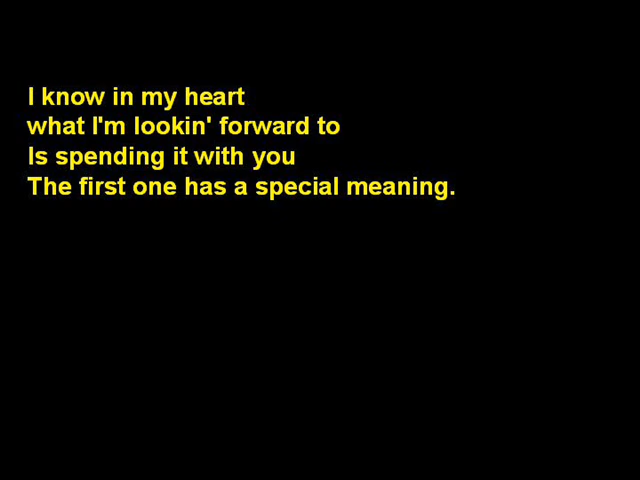 I know in my heart
what I'm lookin' forward to
Is spending it with you
The first one has a special meaning.